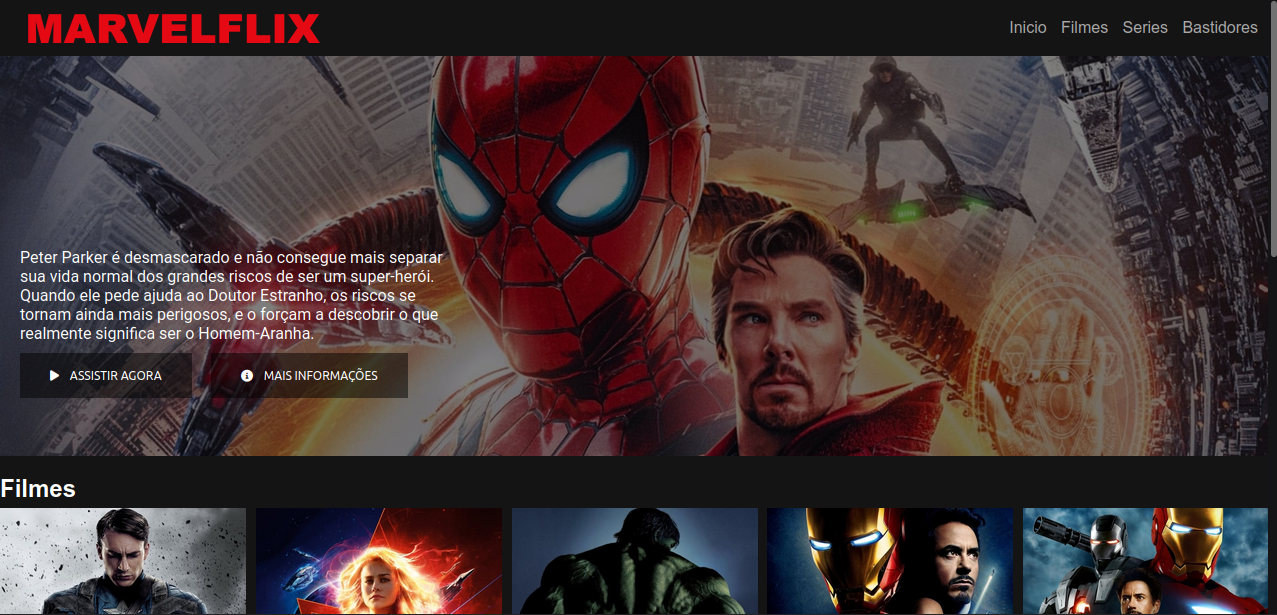 MARVELFLIX
Inicio Filmes Series Bastidores
Peter Parker é desmascarado e não consegue mais separar
sua vida normal dos grandes riscos de ser um super-herói.
Quando ele pede ajuda ao Doutor Estranho, os riscos se
tornam ainda mais perigosos, e o forçam a descobrir o que
realmente significa ser o Homem-Aranha.
ASSISTIR AGORA
MAIS INFORMAÇÕES
Filmes